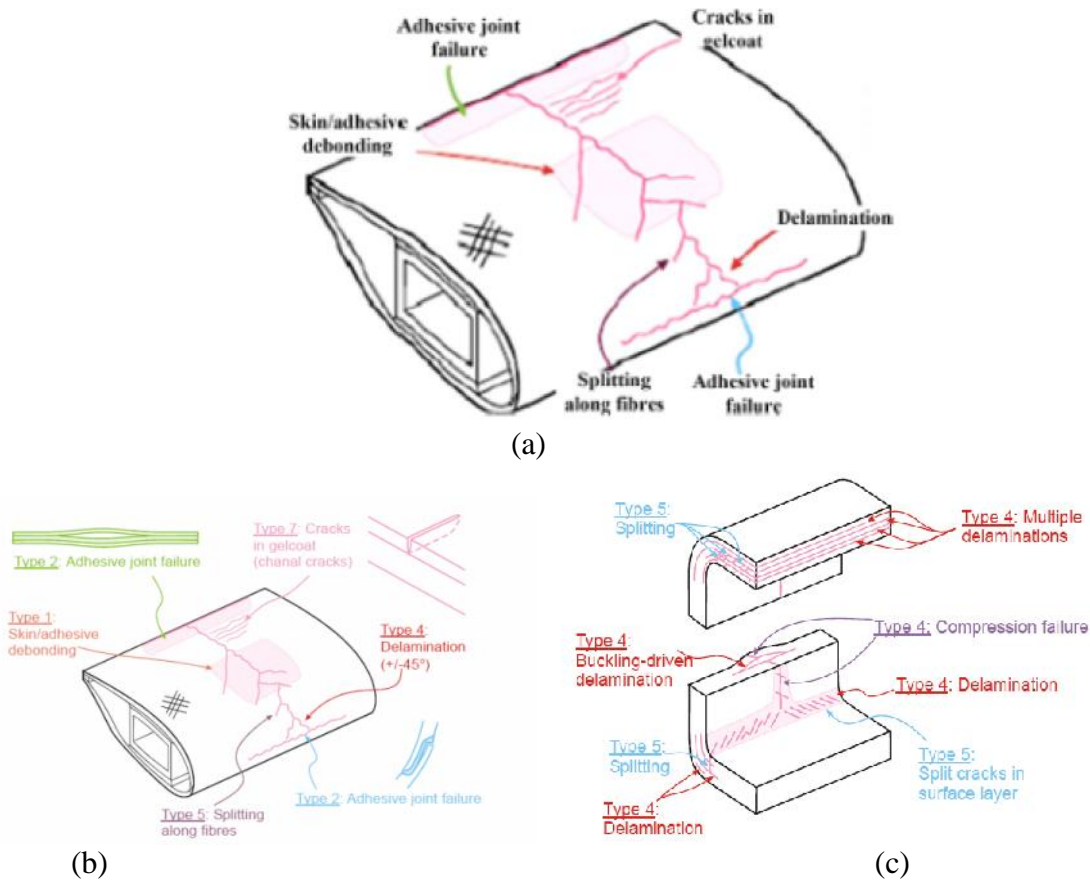 Adhesive joint
failure
Cracks in
gelcoat
Skin/adhesive
debonding
Delamination
Splitting
along fibres
Adhesive joint
failure
(a)
Type 2: Adhesive joint failure
Type 7: Cracks
in gelcoat
(chanal cracks)
Type 1:
Skin/adhesive
debonding
Type 4:
Delamination
(+/-45°)
Type 2: Adhesive joint failure
Type 5: Splitting
along fibres
(b)
Type 5:
Splitting
Type 4: Multiple
delaminations
Type 4: Compression failure
Type 4:
Buckling-driven
delamination
Type 4: Delamination
Type 5:
Splitting
Type 5:
Split cracks in
surface layer
Type 4:
Delamination
(c)